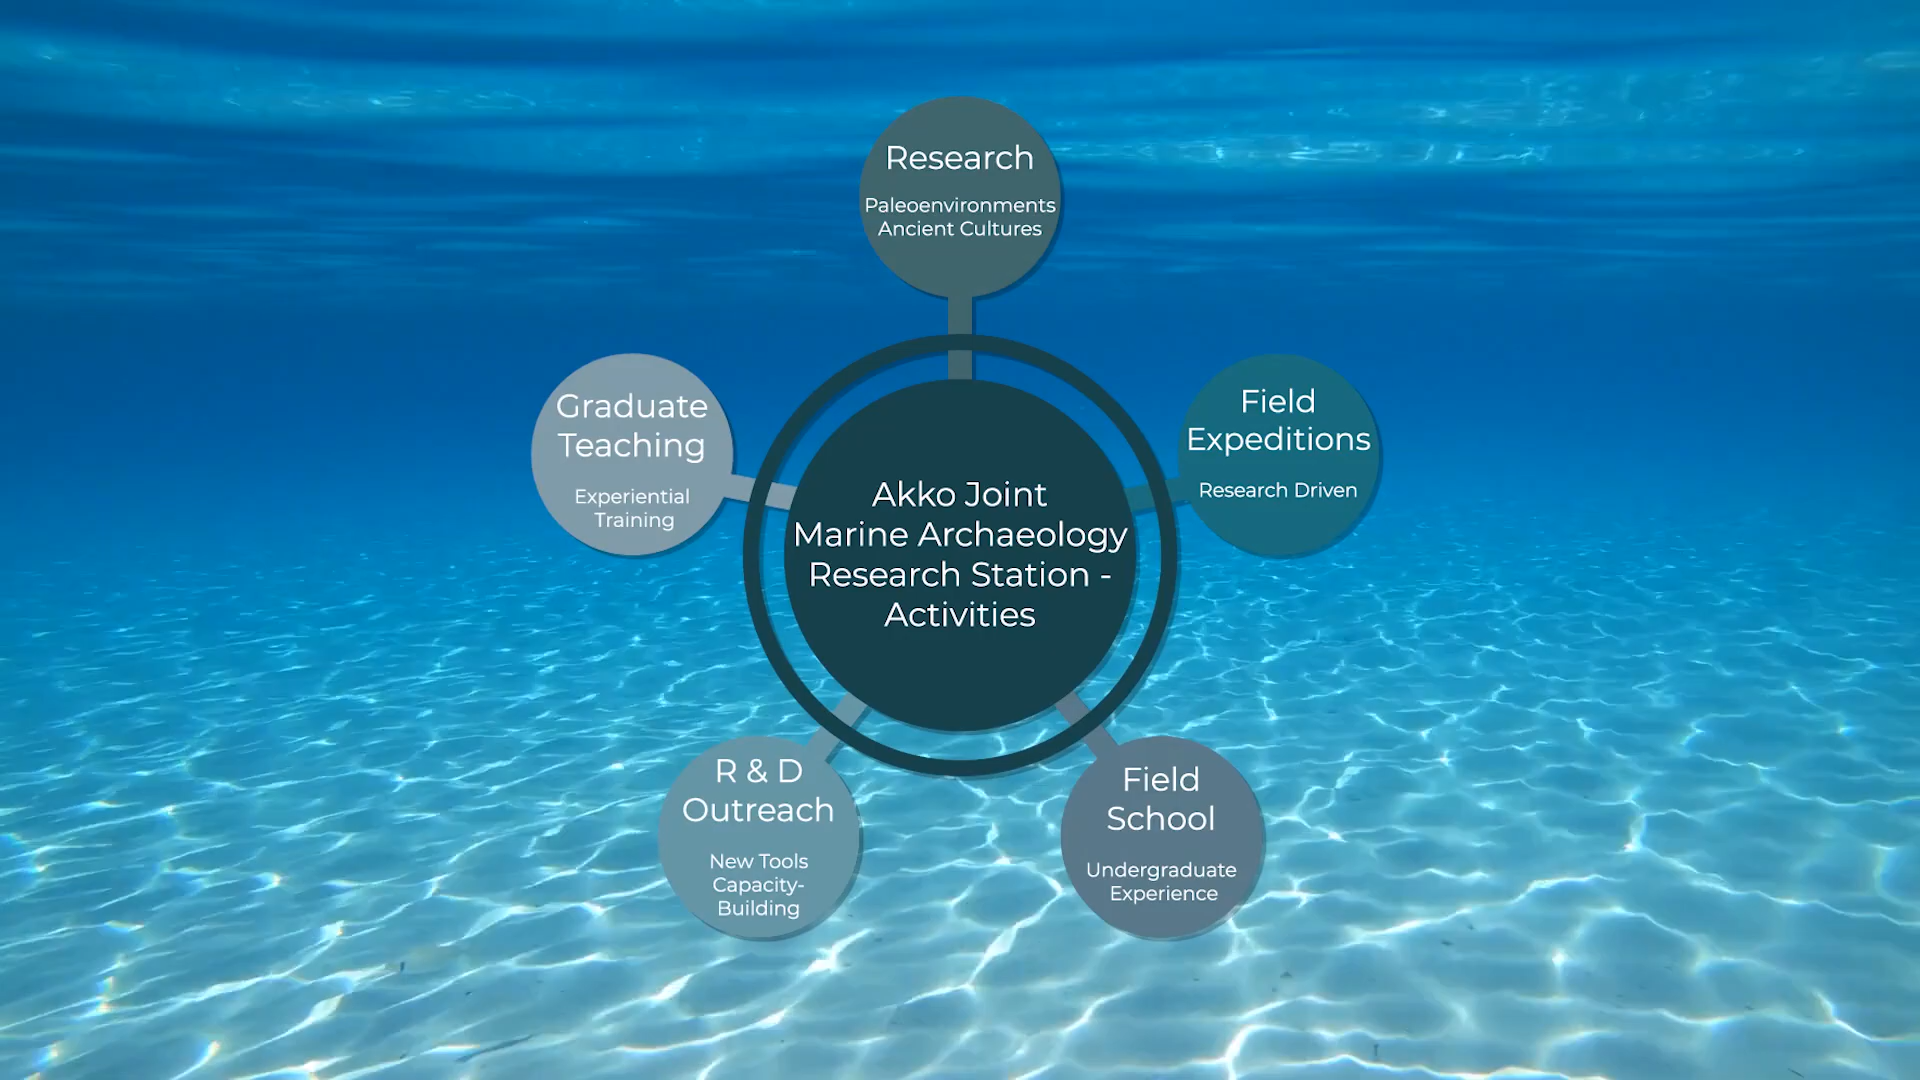 Research
Paleoenvironments
Ancient Cultures
Graduate
Teaching
Experiential
Training
Field
Expeditions
Research Driven
Akko Joint
Marine Archaeology
Research Station -
Activities
R & D
Outreach
New Tools
Capacity-
Building
Field
School
Undergraduate
Experience